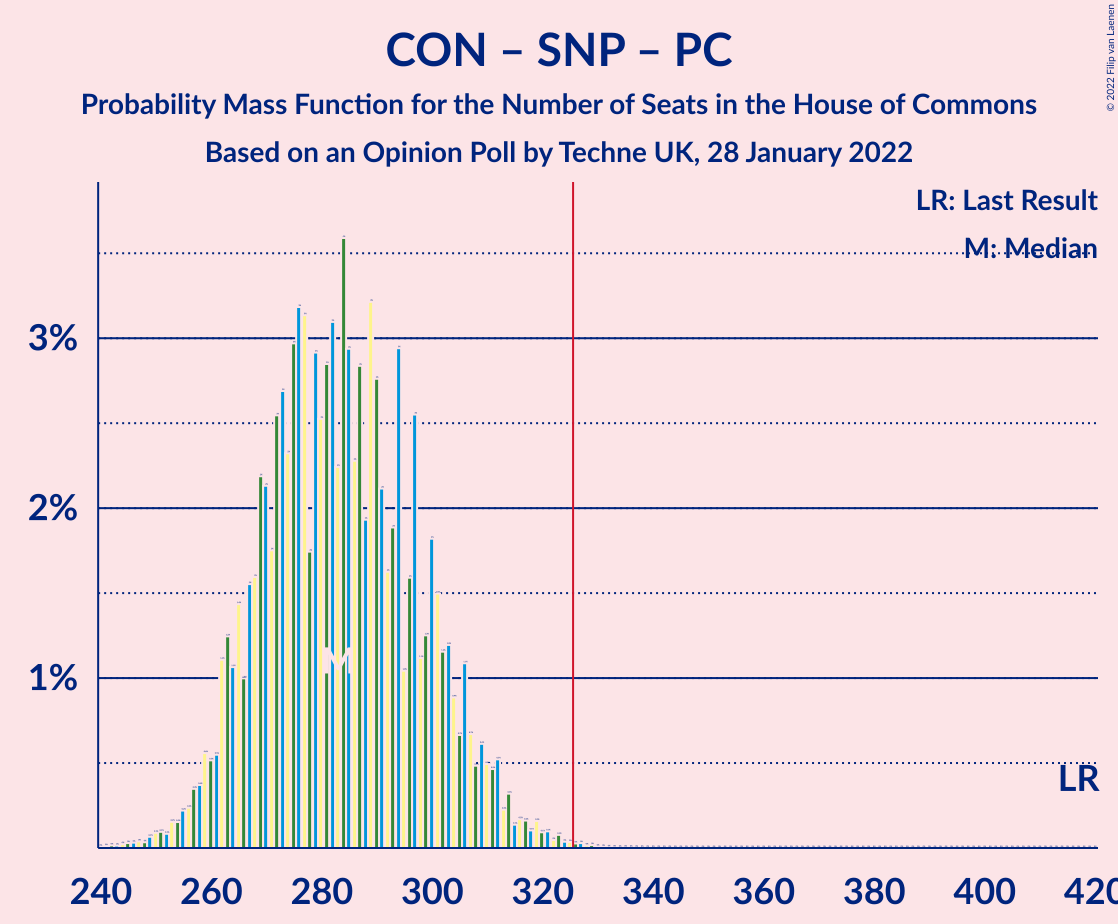 CON – SNP – PC
Probability Mass Function for the Number of Seats in the House of Commons
Based on an Opinion Poll by Techne UK, 28 January 2022
© 2022 Filip van Laenen
LR: Last Result
M: Median
3%
2%
1%
M
LR
240 260 280 300 320 340 360 380 400 420